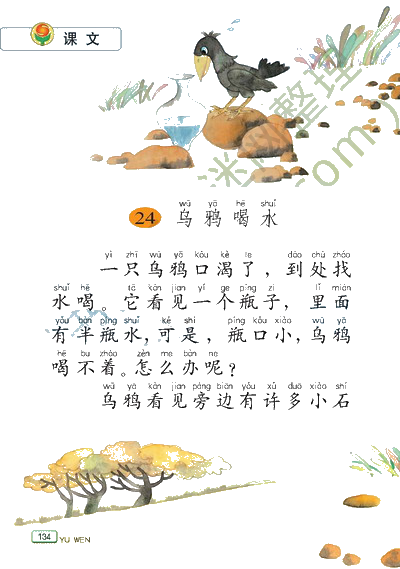 课文
wū yā hē shuǐ
24 乌鸦喝水
yì zhī wū yā kǒu kě le dào chù zhǎo
一只乌鸦口渴了，到处找
shuǐ hē tā kàn jiàn yí ge píng zi lǐ miàn
水喝。它看见一个瓶子，里面
yǒu bàn píng shuǐ kě shì píng kǒu xiǎo wū yā
有半瓶水，可是，瓶口小，乌鸦
hē bu zháo zěn me bàn ne
喝不着。怎么办呢？
wū yā kàn jiàn páng biān yǒu xǔ duō xiǎo shí
乌鸦看见旁边有许多小石
134 YU WEN